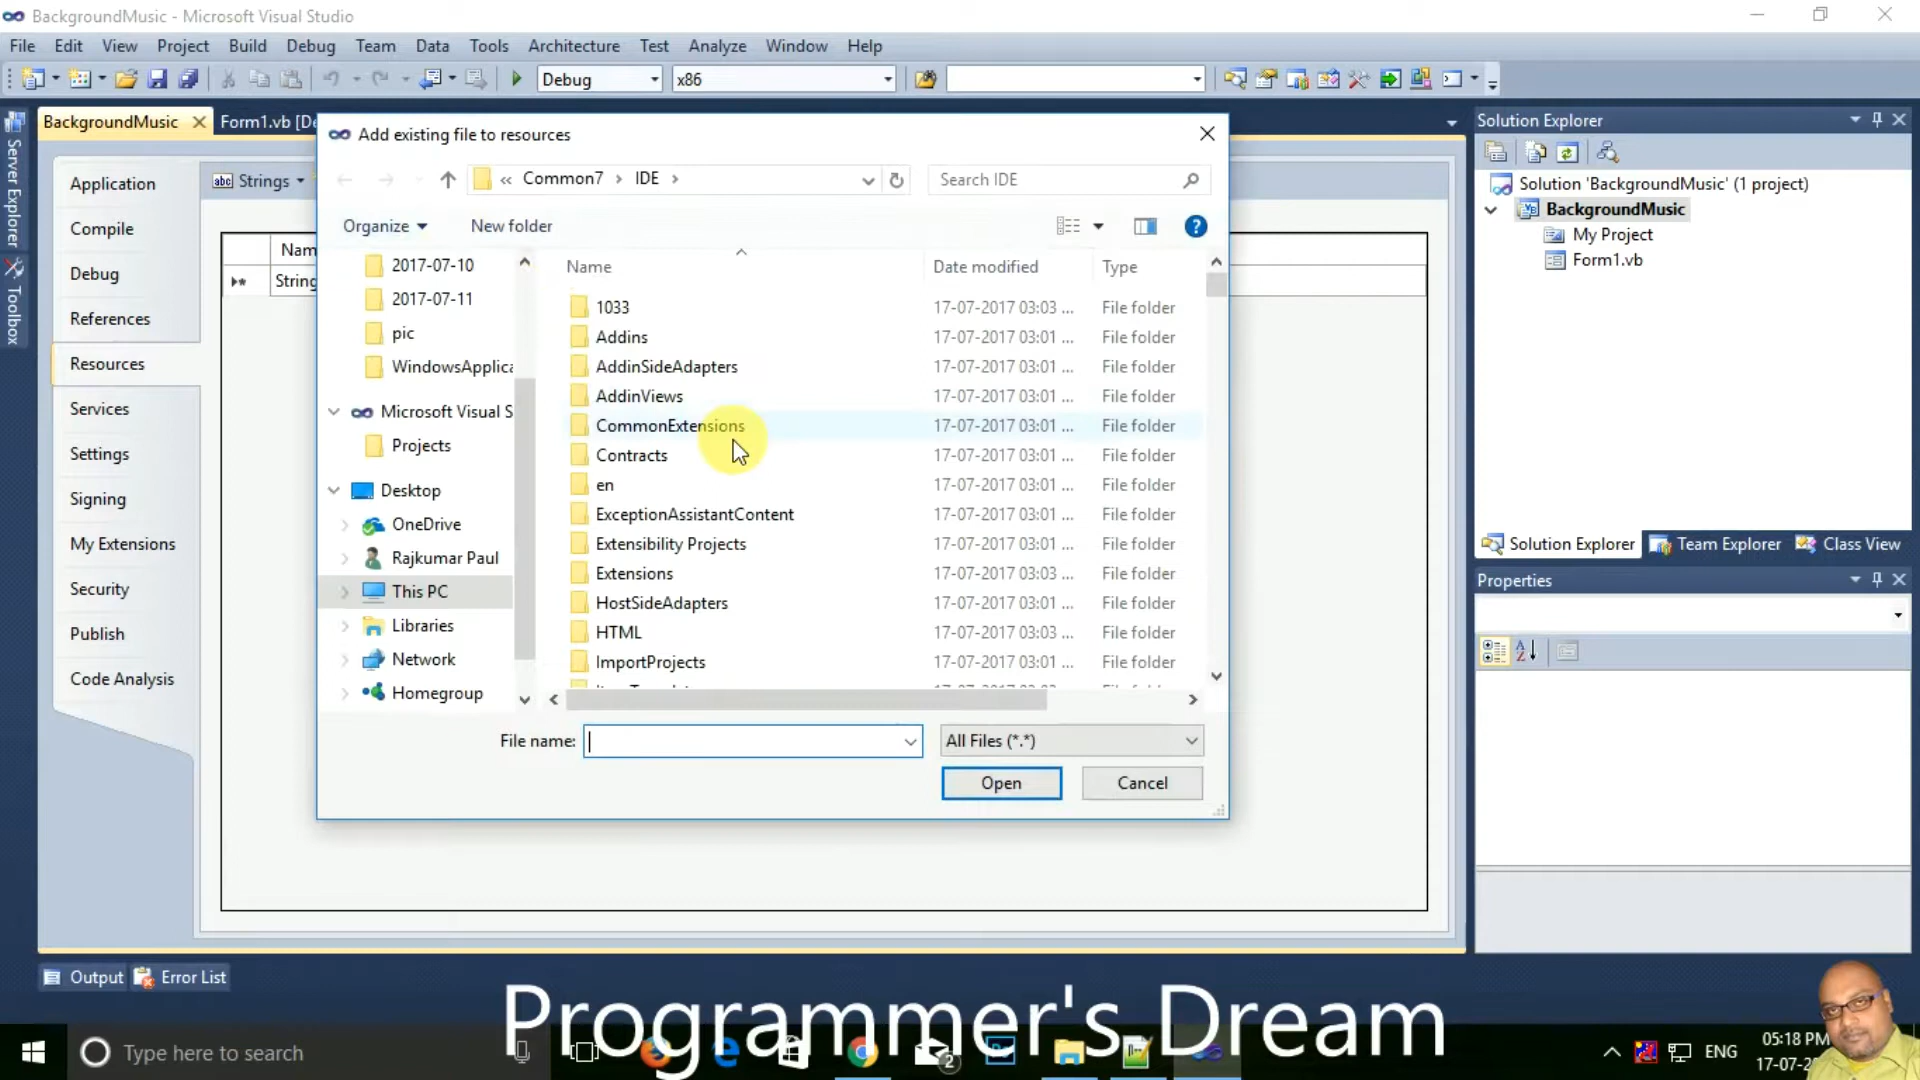 BackgroundMusic - Microsoft Visual Studio
File Edit View Project Build Debug Team Data Tools Architecture Test Analyze Window Help
Debug x86
Server Explorer
Toolbox
BackgroundMusic Form1.vb [De
Application
Compile
Debug
References
Resources
Services
Settings
Signing
My Extensions
Security
Publish
Code Analysis
abc Strings
Nam
String
Add existing file to resources
« Common7 › IDE ›
Search IDE
Organize New folder
2017-07-10
2017-07-11
pic
WindowsApplica
Microsoft Visual S
Projects
Desktop
OneDrive
Rajkumar Paul
This PC
Libraries
Network
Homegroup
Name Date modified Type
1033 17-07-2017 03:03 ... File folder
Addins 17-07-2017 03:01 ... File folder
AddinSideAdapters 17-07-2017 03:01 ... File folder
AddinViews 17-07-2017 03:01 ... File folder
CommonExtensions 17-07-2017 03:01 ... File folder
Contracts 17-07-2017 03:01 ... File folder
en 17-07-2017 03:01 ... File folder
ExceptionAssistantContent 17-07-2017 03:01 ... File folder
Extensibility Projects 17-07-2017 03:01 ... File folder
Extensions 17-07-2017 03:03 ... File folder
HostSideAdapters 17-07-2017 03:01 ... File folder
HTML 17-07-2017 03:03 ... File folder
ImportProjects 17-07-2017 03:01 ... File folder
File name: All Files (*.*)
Open Cancel
Solution Explorer
Solution 'BackgroundMusic' (1 project)
BackgroundMusic
My Project
Form1.vb
Solution Explorer Team Explorer Class View
Properties
Output Error List
Programmer's Dream
Type here to search
2
ENG
05:18 PM
17-07-20